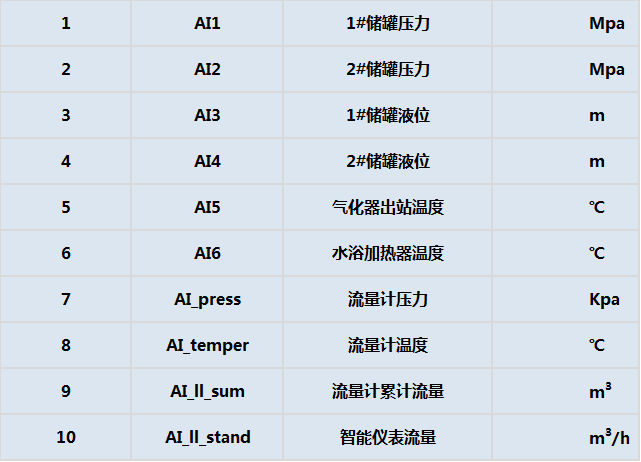 1 AI1 1#储罐压力 Mpa
2 AI2 2#储罐压力 Mpa
3 AI3 1#储罐液位 m
4 AI4 2#储罐液位 m
5 AI5 气化器出站温度 ℃
6 AI6 水浴加热器温度 ℃
7 AI_press 流量计压力 Kpa
8 AI_temper 流量计温度 ℃
9 AI_ll_sum 流量计累计流量 m³
10 AI_ll_stand 智能仪表流量 m³/h